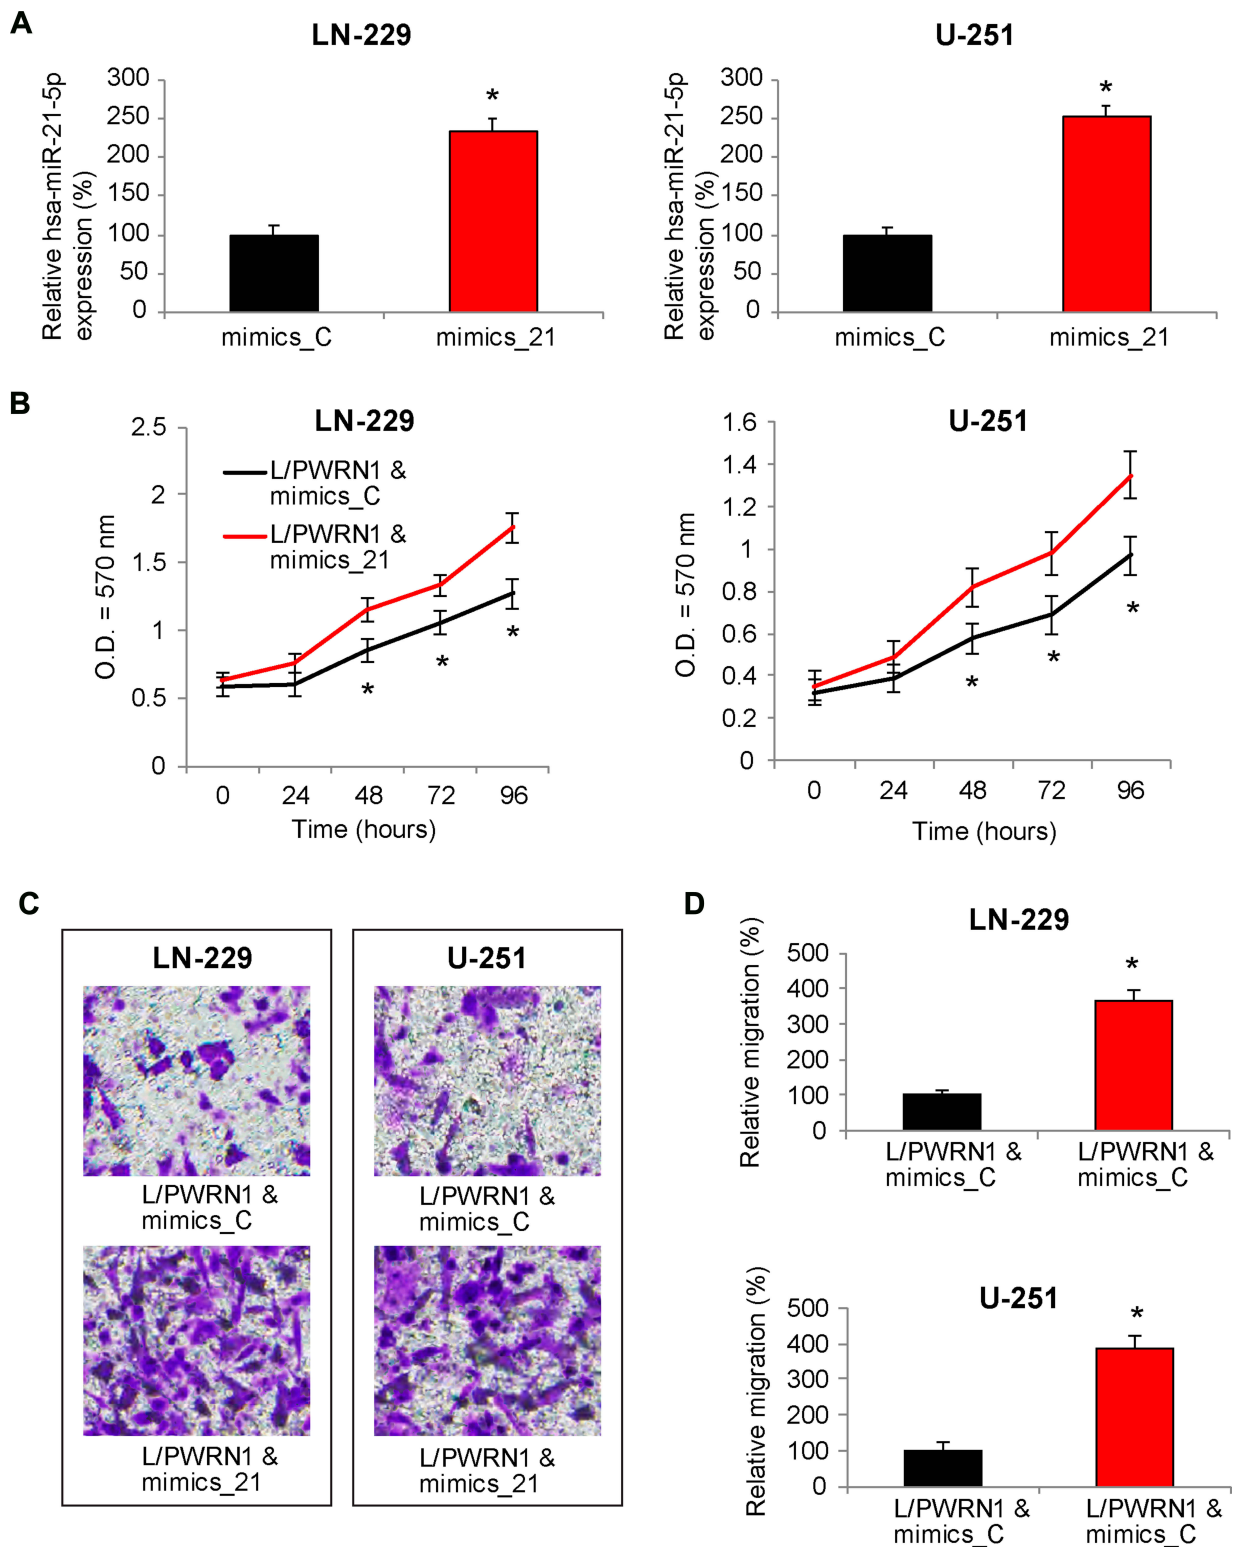 A
LN-229
Relative hsa-miR-21-5p
expression (%)
300
250
200
150
100
50
0
*
mimics_C
mimics_21
U-251
Relative hsa-miR-21-5p
expression (%)
300
250
200
150
100
50
0
*
mimics_C
mimics_21
B
LN-229
O.D. = 570 nm
2.5
2
1.5
1
0.5
0
L/PWRN1 &
mimics_C
L/PWRN1 &
mimics_21
*
*
*
0
24
48
72
96
Time (hours)
U-251
O.D. = 570 nm
1.6
1.4
1.2
1
0.8
0.6
0.4
0.2
0
*
*
*
0
24
48
72
96
Time (hours)
C
LN-229
L/PWRN1 &
mimics_C
L/PWRN1 &
mimics_21
U-251
L/PWRN1 &
mimics_C
L/PWRN1 &
mimics_21
D
LN-229
Relative migration (%)
500
400
300
200
100
0
*
L/PWRN1 &
mimics_C
L/PWRN1 &
mimics_C
U-251
Relative migration (%)
500
400
300
200
100
0
*
L/PWRN1 &
mimics_C
L/PWRN1 &
mimics_C